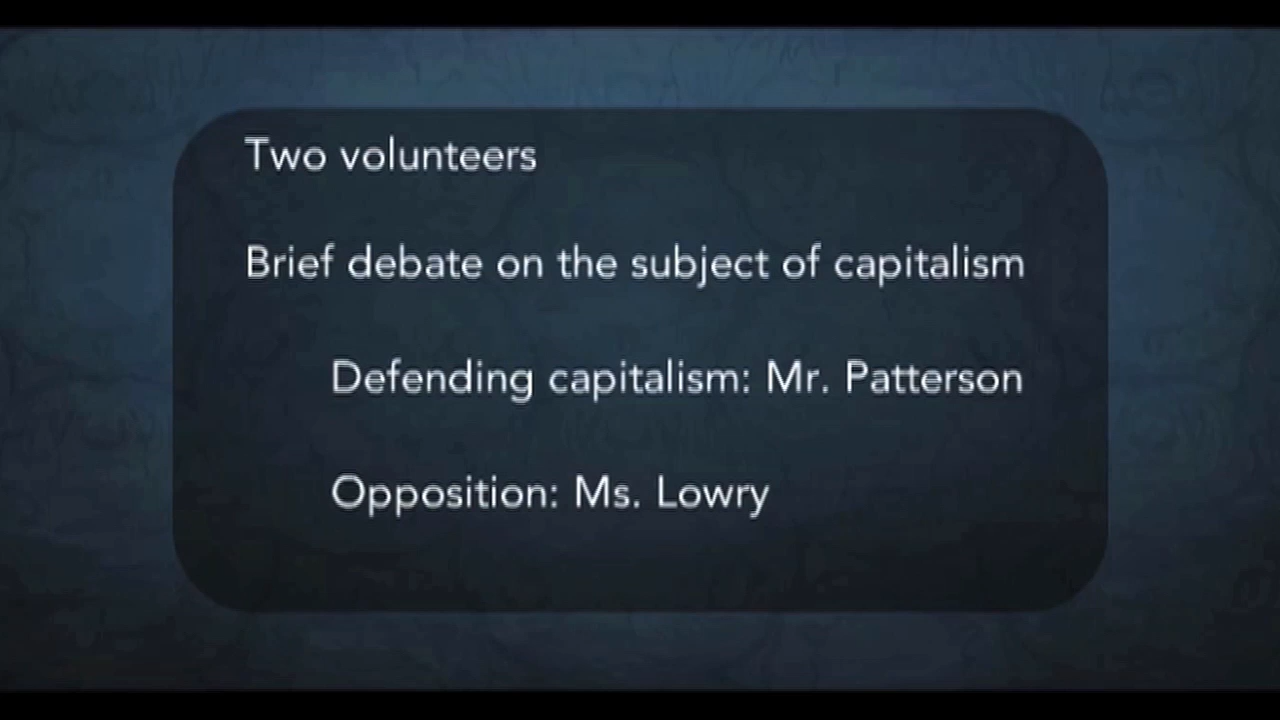 Two volunteers
Brief debate on the subject of capitalism
Defending capitalism: Mr. Patterson
Opposition: Ms. Lowry